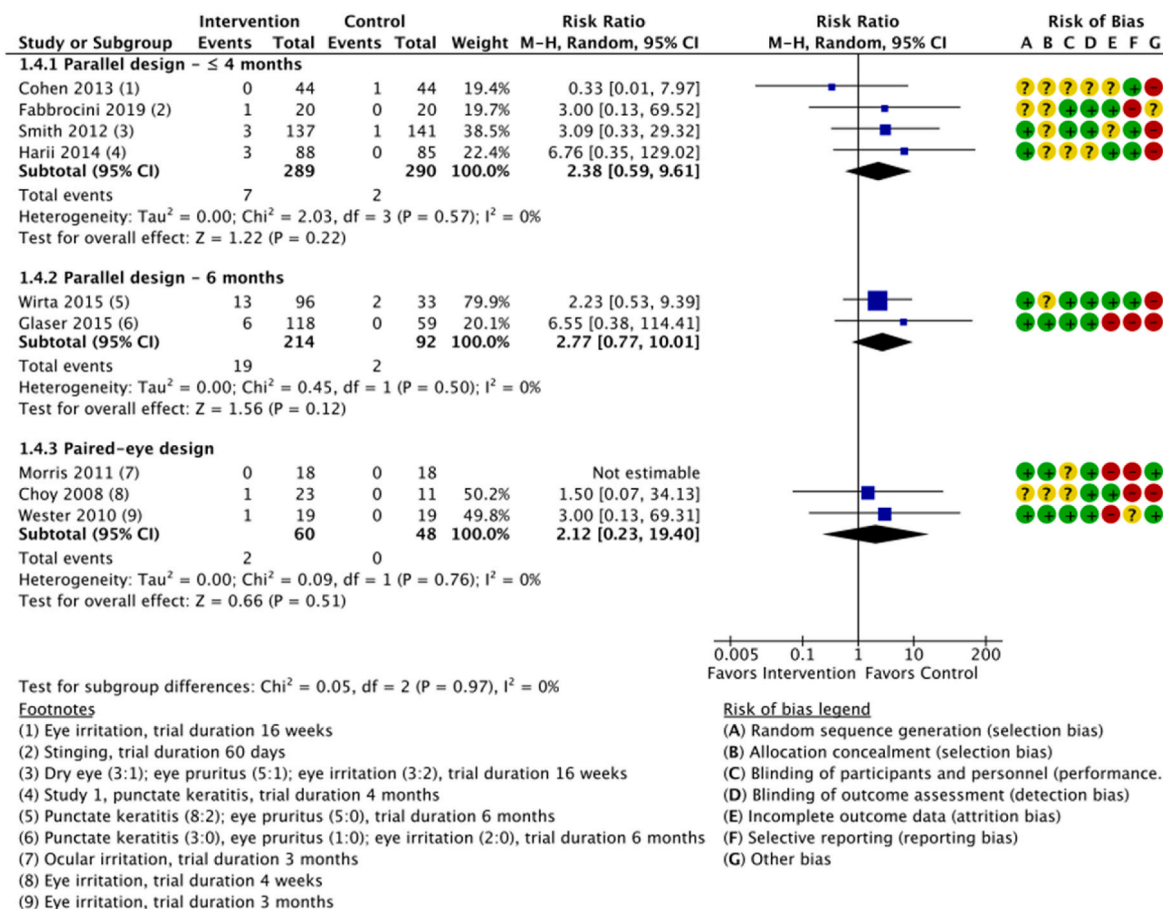 Intervention Control Risk Ratio Risk Ratio Risk of Bias
Study or Subgroup Events Total Events Total Weight M-H, Random, 95% CI M-H, Random, 95% CI A B C D E F G
1.4.1 Parallel design - ≤ 4 months
Cohen 2013 (1) 0 44 1 44 19.4% 0.33 [0.01, 7.97] ? ? ? ? ? + -
Fabbrocini 2019 (2) 1 20 0 20 19.7% 3.00 [0.13, 69.52] ? ? + + + - ?
Smith 2012 (3) 3 137 1 141 38.5% 3.09 [0.33, 29.32] + ? + + ? + -
Harii 2014 (4) 3 88 0 85 22.4% 6.76 [0.35, 129.02] + ? ? ? + + -
Subtotal (95% CI) 289 290 100.0% 2.38 [0.59, 9.61]
Total events 7 2
Heterogeneity: Tau² = 0.00; Chi² = 2.03, df = 3 (P = 0.57); I² = 0%
Test for overall effect: Z = 1.22 (P = 0.22)
1.4.2 Parallel design - 6 months
Wirta 2015 (5) 13 96 2 33 79.9% 2.23 [0.53, 9.39] + ? + + + + -
Glaser 2015 (6) 6 118 0 59 20.1% 6.55 [0.38, 114.41] + + + + - - -
Subtotal (95% CI) 214 92 100.0% 2.77 [0.77, 10.01]
Total events 19 2
Heterogeneity: Tau² = 0.00; Chi² = 0.45, df = 1 (P = 0.50); I² = 0%
Test for overall effect: Z = 1.56 (P = 0.12)
1.4.3 Paired-eye design
Morris 2011 (7) 0 18 0 18 Not estimable + + ? + - - +
Choy 2008 (8) 1 23 0 11 50.2% 1.50 [0.07, 34.13] ? ? ? + + - -
Wester 2010 (9) 1 19 0 19 49.8% 3.00 [0.13, 69.31] + + + + - ? +
Subtotal (95% CI) 60 48 100.0% 2.12 [0.23, 19.40]
Total events 2 0
Heterogeneity: Tau² = 0.00; Chi² = 0.09, df = 1 (P = 0.76); I² = 0%
Test for overall effect: Z = 0.66 (P = 0.51)
0.005 0.1 1 10 200
Favors Intervention Favors Control
Test for subgroup differences: Chi² = 0.05, df = 2 (P = 0.97), I² = 0%
Footnotes
(1) Eye irritation, trial duration 16 weeks
(2) Stinging, trial duration 60 days
(3) Dry eye (3:1); eye pruritus (5:1); eye irritation (3:2), trial duration 16 weeks
(4) Study 1, punctate keratitis, trial duration 4 months
(5) Punctate keratitis (8:2); eye pruritus (5:0), trial duration 6 months
(6) Punctate keratitis (3:0), eye pruritus (1:0); eye irritation (2:0), trial duration 6 months
(7) Ocular irritation, trial duration 3 months
(8) Eye irritation, trial duration 4 weeks
(9) Eye irritation, trial duration 3 months
Risk of bias legend
(A) Random sequence generation (selection bias)
(B) Allocation concealment (selection bias)
(C) Blinding of participants and personnel (performance.
(D) Blinding of outcome assessment (detection bias)
(E) Incomplete outcome data (attrition bias)
(F) Selective reporting (reporting bias)
(G) Other bias